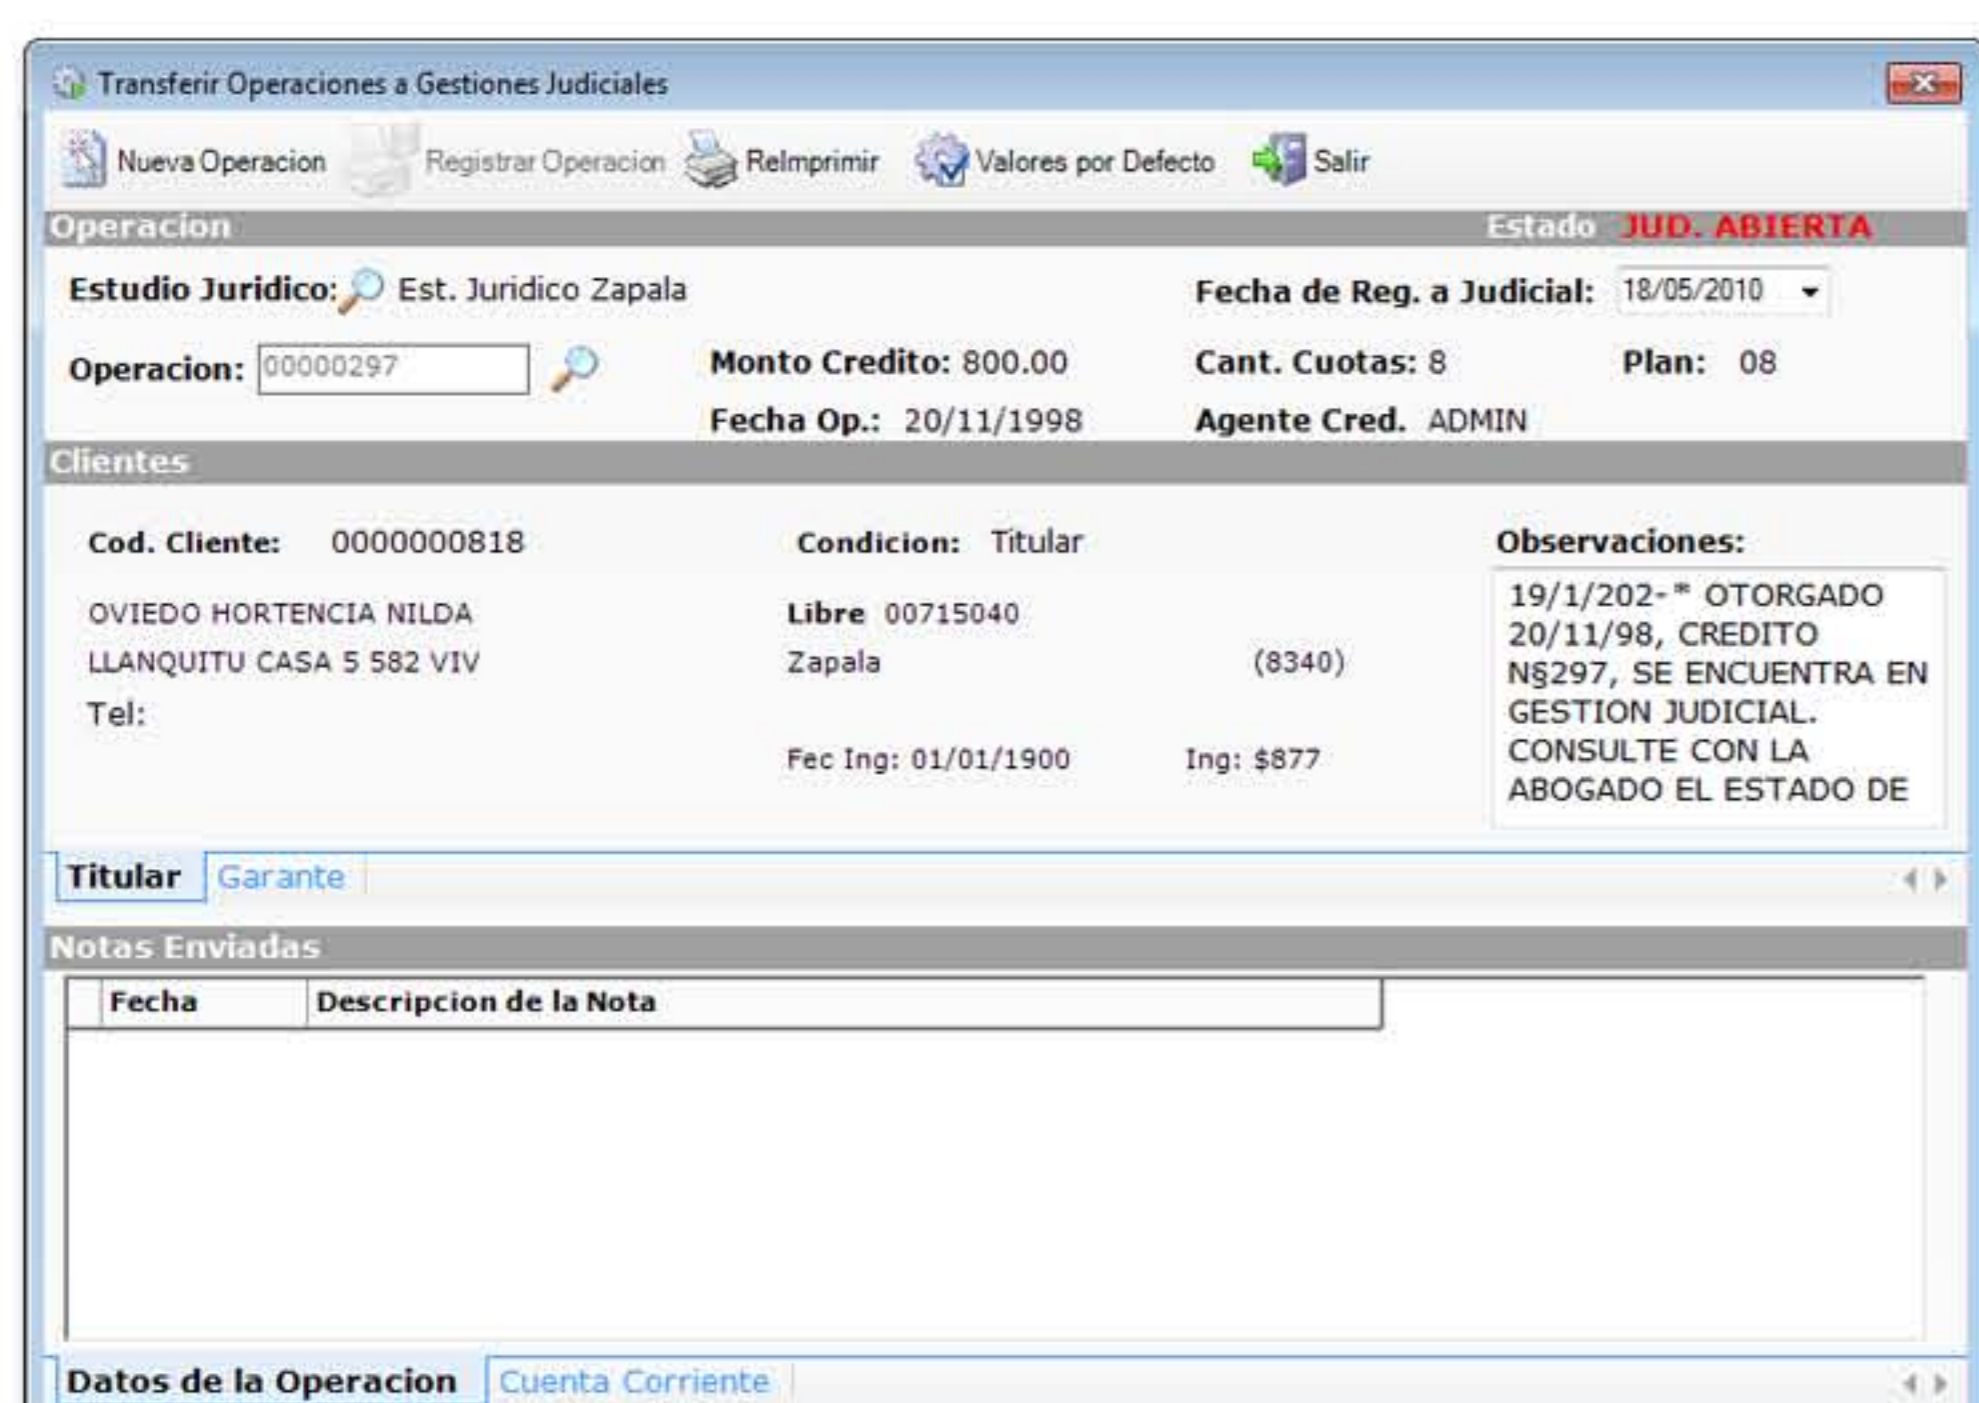 Transferir Operaciones a Gestiones Judiciales
Nueva Operacion Registrar Operacion ReImprimir Valores por Defecto Salir
Operacion Estado JUD. ABIERTA
Estudio Juridico: Est. Juridico Zapala Fecha de Reg. a Judicial: 18/05/2010
Operacion: 00000297 Monto Credito: 800.00 Cant. Cuotas: 8 Plan: 08
Fecha Op.: 20/11/1998 Agente Cred. ADMIN
Clientes
Cod. Cliente: 0000000818 Condicion: Titular Observaciones:
OVIEDO HORTENCIA NILDA Libre 00715040
LLANQUITU CASA 5 582 VIV Zapala (8340)
Tel:
Fec Ing: 01/01/1900 Ing: $877
19/1/202-* OTORGADO
20/11/98, CREDITO
N§297, SE ENCUENTRA EN
GESTION JUDICIAL.
CONSULTE CON LA
ABOGADO EL ESTADO DE
Titular Garante
Notas Enviadas
Fecha Descripcion de la Nota
Datos de la Operacion Cuenta Corriente